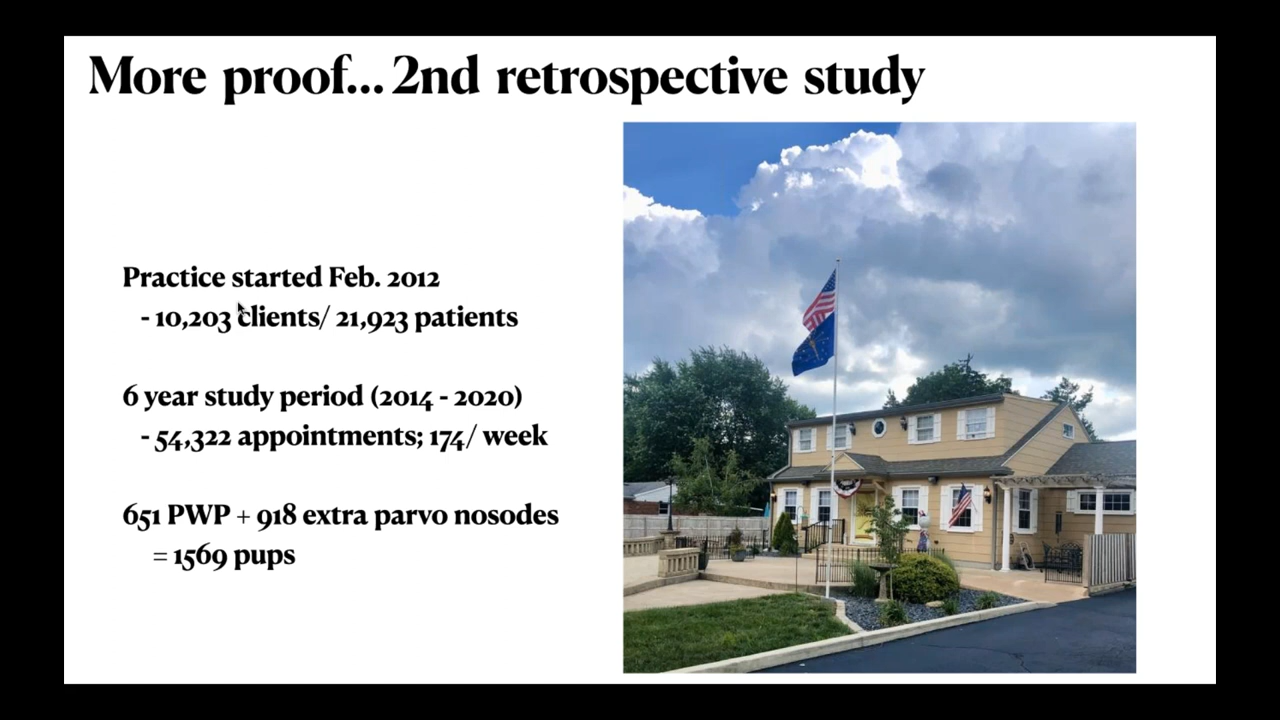 More proof... 2nd retrospective study
Practice started Feb. 2012
- 10,203 clients/ 21,923 patients
6 year study period (2014 - 2020)
- 54,322 appointments; 174/ week
651 PWP + 918 extra parvo nosodes
= 1569 pups